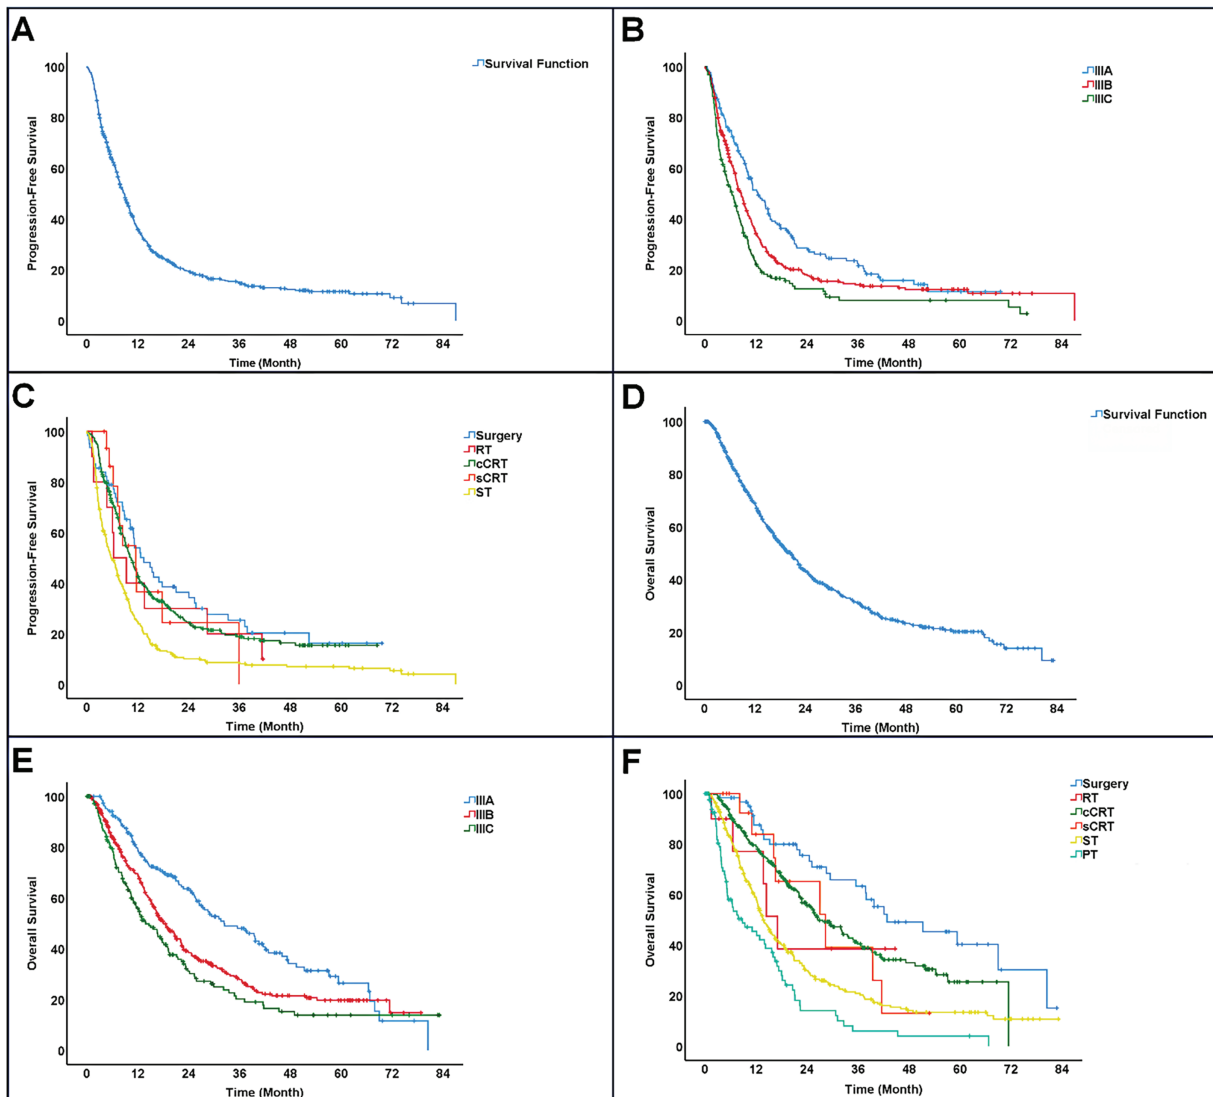 A
Survival Function
Progression-Free Survival
100
80
60
40
20
0
0 12 24 36 48 60 72 84
Time (Month)
B
IIIA
IIIB
IIIC
Progression-Free Survival
100
80
60
40
20
0
0 12 24 36 48 60 72 84
Time (Month)
C
Surgery
RT
cCRT
sCRT
ST
Progression-Free Survival
100
80
60
40
20
0
0 12 24 36 48 60 72 84
Time (Month)
D
Survival Function
Overall Survival
100
80
60
40
20
0
0 12 24 36 48 60 72 84
Time (Month)
E
IIIA
IIIB
IIIC
Overall Survival
100
80
60
40
20
0
0 12 24 36 48 60 72 84
Time (Month)
F
Surgery
RT
cCRT
sCRT
ST
PT
Overall Survival
100
80
60
40
20
0
0 12 24 36 48 60 72 84
Time (Month)